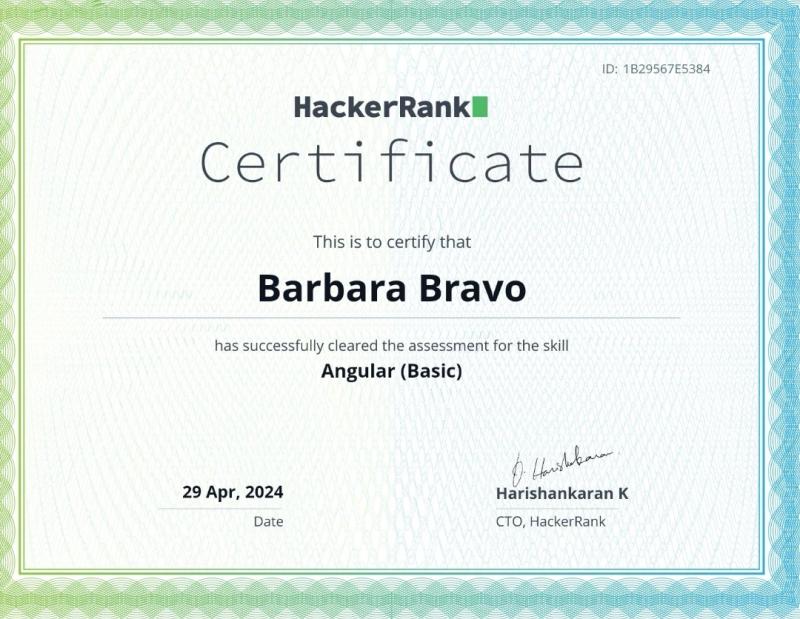 ID: 1B29567E5384
HackerRank
Certificate
This is to certify that
Barbara Bravo
has successfully cleared the assessment for the skill
Angular (Basic)
29 Apr, 2024
Date
Harishankaran K
CTO, HackerRank